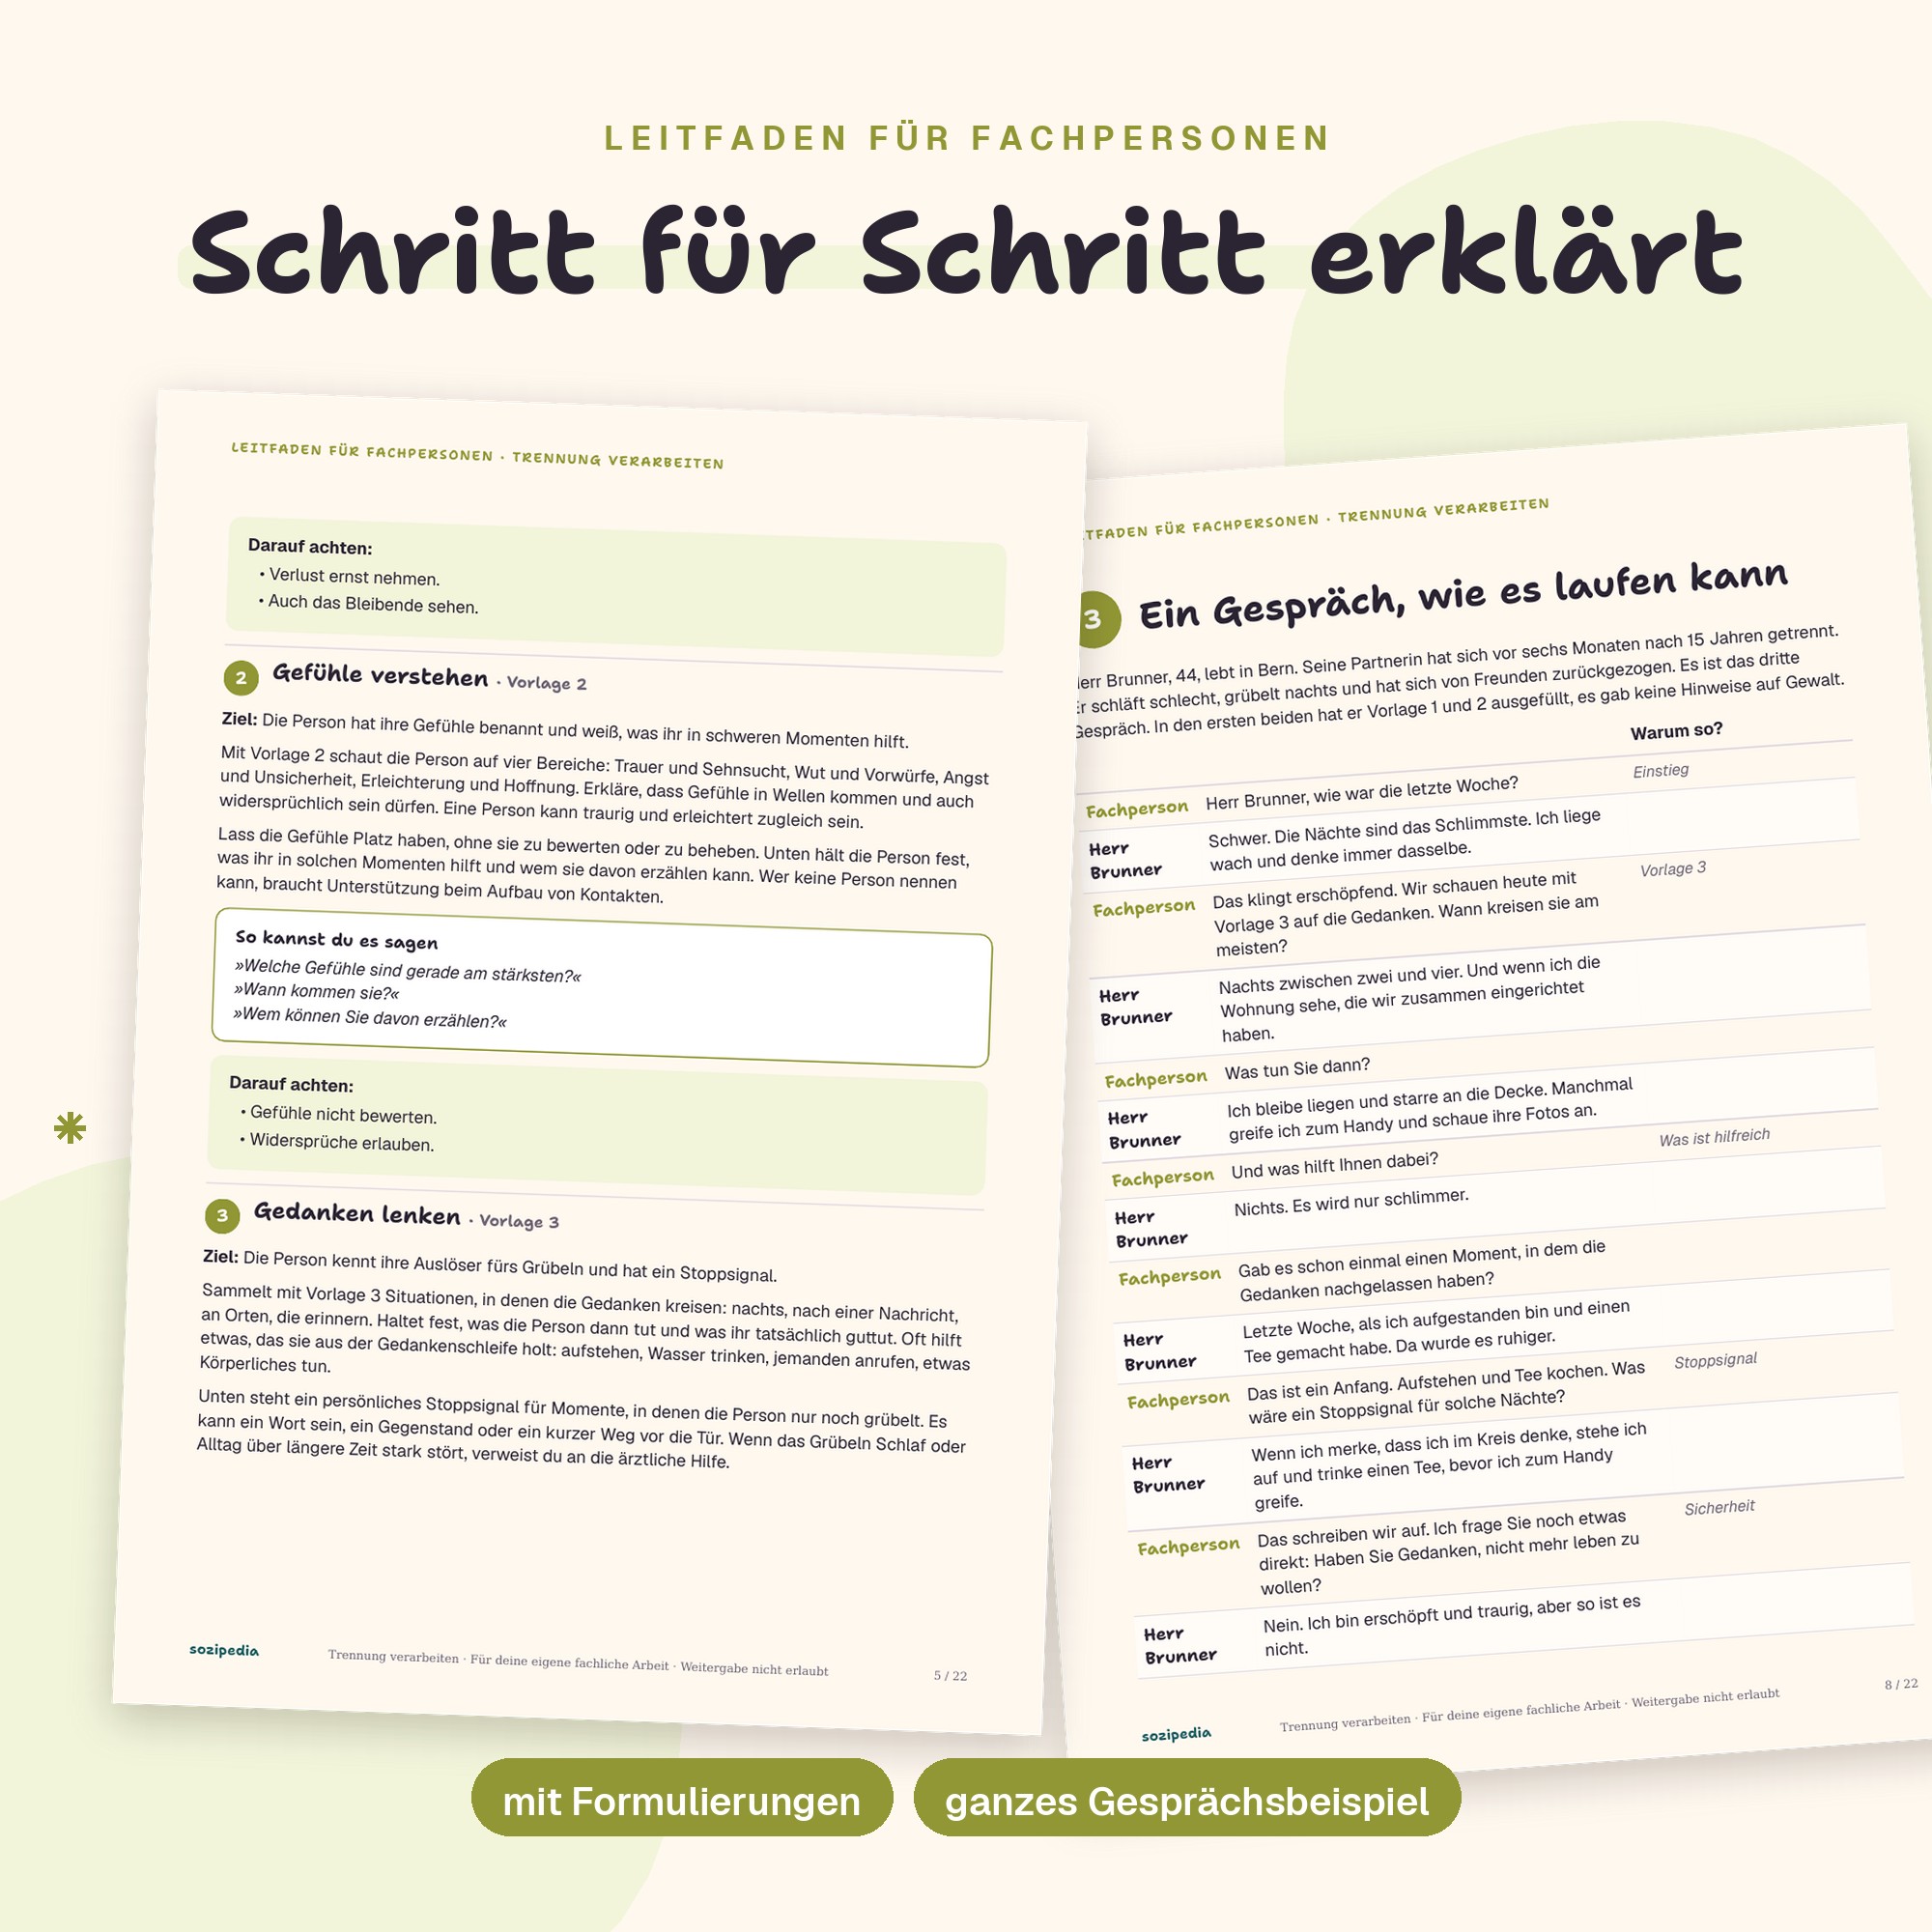 LEITFADEN FÜR FACHPERSONEN
Schritt für Schritt erklärt
LEITFADEN FÜR FACHPERSONEN · TRENNUNG VERARBEITEN
Darauf achten:
• Verlust ernst nehmen.
• Auch das Bleibende sehen.
2 Gefühle verstehen · Vorlage 2
Ziel: Die Person hat ihre Gefühle benannt und weiß, was ihr in schweren Momenten hilft.
Mit Vorlage 2 schaut die Person auf vier Bereiche: Trauer und Sehnsucht, Wut und Vorwürfe, Angst
und Unsicherheit, Erleichterung und Hoffnung. Erkläre, dass Gefühle in Wellen kommen und auch
widersprüchlich sein dürfen. Eine Person kann traurig und erleichtert zugleich sein.
Lass die Gefühle Platz haben, ohne sie zu bewerten oder zu beheben. Unten hält die Person fest,
was ihr in solchen Momenten hilft und wem sie davon erzählen kann. Wer keine Person nennen
kann, braucht Unterstützung beim Aufbau von Kontakten.
So kannst du es sagen
»Welche Gefühle sind gerade am stärksten?«
»Wann kommen sie?«
»Wem können Sie davon erzählen?«
Darauf achten:
• Gefühle nicht bewerten.
• Widersprüche erlauben.
3 Gedanken lenken · Vorlage 3
Ziel: Die Person kennt ihre Auslöser fürs Grübeln und hat ein Stoppsignal.
Sammelt mit Vorlage 3 Situationen, in denen die Gedanken kreisen: nachts, nach einer Nachricht,
an Orten, die erinnern. Haltet fest, was die Person dann tut und was ihr tatsächlich guttut. Oft hilft
etwas, das sie aus der Gedankenschleife holt: aufstehen, Wasser trinken, jemanden anrufen, etwas
Körperliches tun.
Unten steht ein persönliches Stoppsignal für Momente, in denen die Person nur noch grübelt. Es
kann ein Wort sein, ein Gegenstand oder ein kurzer Weg vor die Tür. Wenn das Grübeln Schlaf oder
Alltag über längere Zeit stark stört, verweist du an die ärztliche Hilfe.
sozipedia Trennung verarbeiten · Für deine eigene fachliche Arbeit · Weitergabe nicht erlaubt 5 / 22
TFADEN FÜR FACHPERSONEN · TRENNUNG VERARBEITEN
3 Ein Gespräch, wie es laufen kann
err Brunner, 44, lebt in Bern. Seine Partnerin hat sich vor sechs Monaten nach 15 Jahren getrennt.
r schläft schlecht, grübelt nachts und hat sich von Freunden zurückgezogen. Es ist das dritte
Gespräch. In den ersten beiden hat er Vorlage 1 und 2 ausgefüllt, es gab keine Hinweise auf Gewalt.
Warum so?
Fachperson Herr Brunner, wie war die letzte Woche? Einstieg
Herr Brunner Schwer. Die Nächte sind das Schlimmste. Ich liege
wach und denke immer dasselbe.
Fachperson Das klingt erschöpfend. Wir schauen heute mit Vorlage 3
Vorlage 3 auf die Gedanken. Wann kreisen sie am
meisten?
Herr Brunner Nachts zwischen zwei und vier. Und wenn ich die
Wohnung sehe, die wir zusammen eingerichtet
haben.
Fachperson Was tun Sie dann?
Herr Brunner Ich bleibe liegen und starre an die Decke. Manchmal
greife ich zum Handy und schaue ihre Fotos an.
Fachperson Und was hilft Ihnen dabei? Was ist hilfreich
Herr Brunner Nichts. Es wird nur schlimmer.
Fachperson Gab es schon einmal einen Moment, in dem die
Gedanken nachgelassen haben?
Herr Brunner Letzte Woche, als ich aufgestanden bin und einen
Tee gemacht habe. Da wurde es ruhiger.
Fachperson Das ist ein Anfang. Aufstehen und Tee kochen. Was Stoppsignal
wäre ein Stoppsignal für solche Nächte?
Herr Brunner Wenn ich merke, dass ich im Kreis denke, stehe ich
auf und trinke einen Tee, bevor ich zum Handy
greife.
Fachperson Das schreiben wir auf. Ich frage Sie noch etwas Sicherheit
direkt: Haben Sie Gedanken, nicht mehr leben zu
wollen?
Herr Brunner Nein. Ich bin erschöpft und traurig, aber so ist es
nicht.
sozipedia Trennung verarbeiten · Für deine eigene fachliche Arbeit · Weitergabe nicht erlaubt 8 / 22
mit Formulierungen
ganzes Gesprächsbeispiel